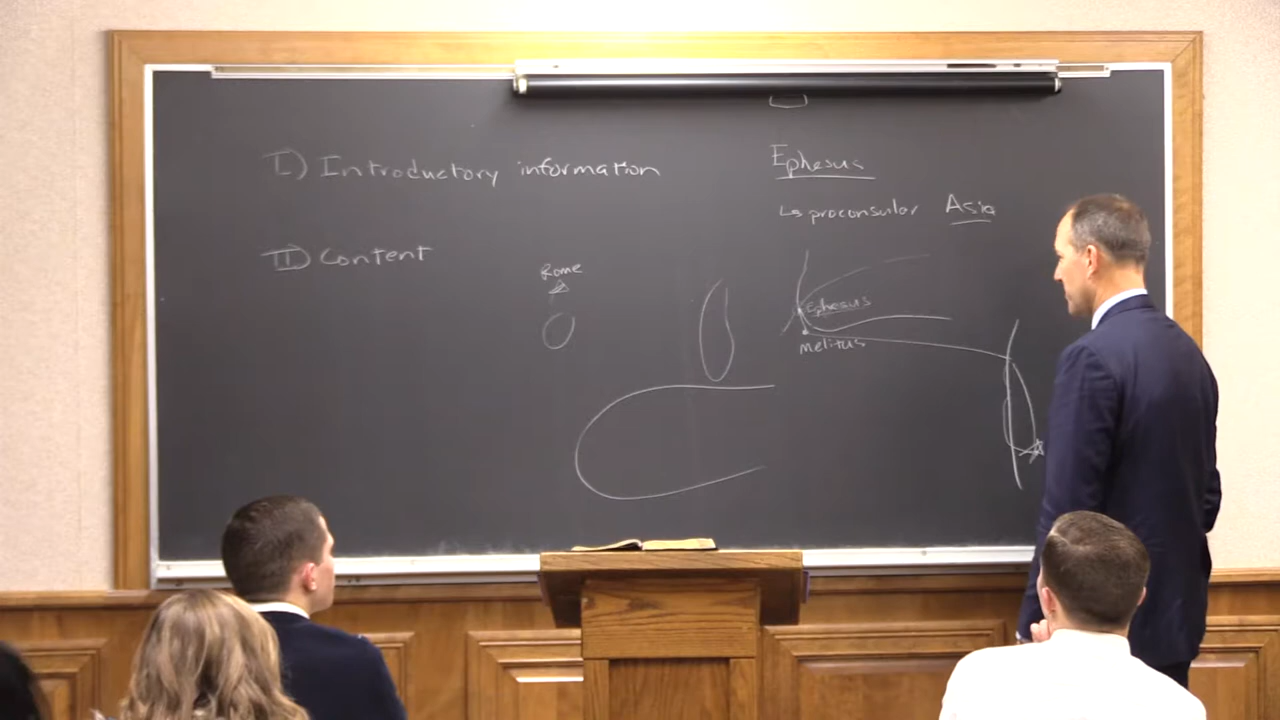 I) Introductory information
II) Content
Rome
Ephesus
↳ proconsular Asia
Ephesus
melitus